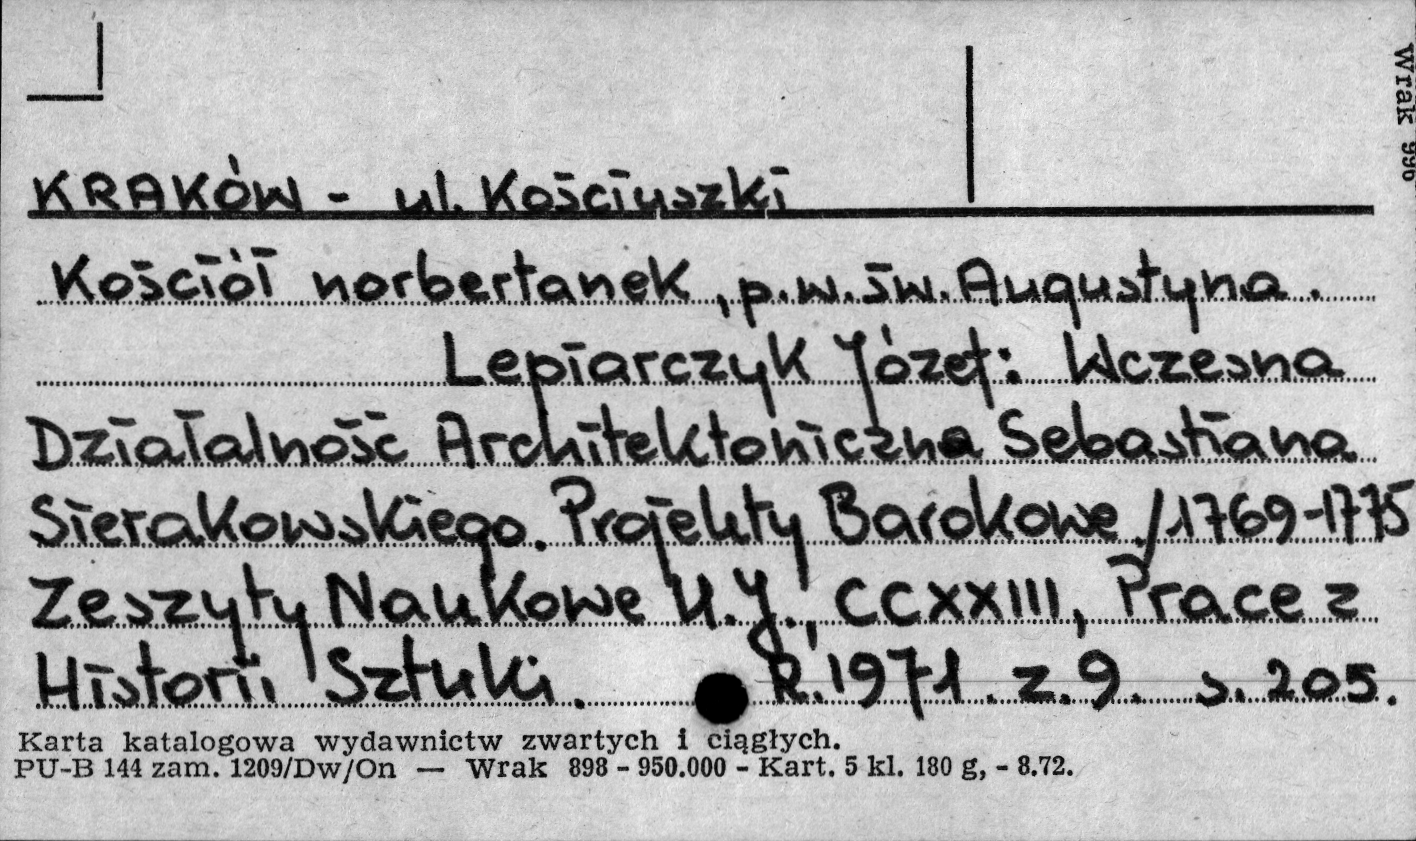 KRAKÓW - ul. Kościuszki
Kościół norbertanek, p.w. św. Augustyna.
Lepiarczyk Józef: Wczesna
Działalność Architektoniczna Sebastiana
Sierakowskiego. Projekty Barokowe. /1769-1775
Zeszyty Naukowe U.J., CCXXIII, Prace z
Historii Sztuki. R. 1971. z. 9. s. 205.
Karta katalogowa wydawnictw zwartych i ciągłych.
PU-B 144 zam. 1209/Dw/On — Wrak 898 - 950.000 - Kart. 5 kl. 180 g, - 8.72.
Wrak